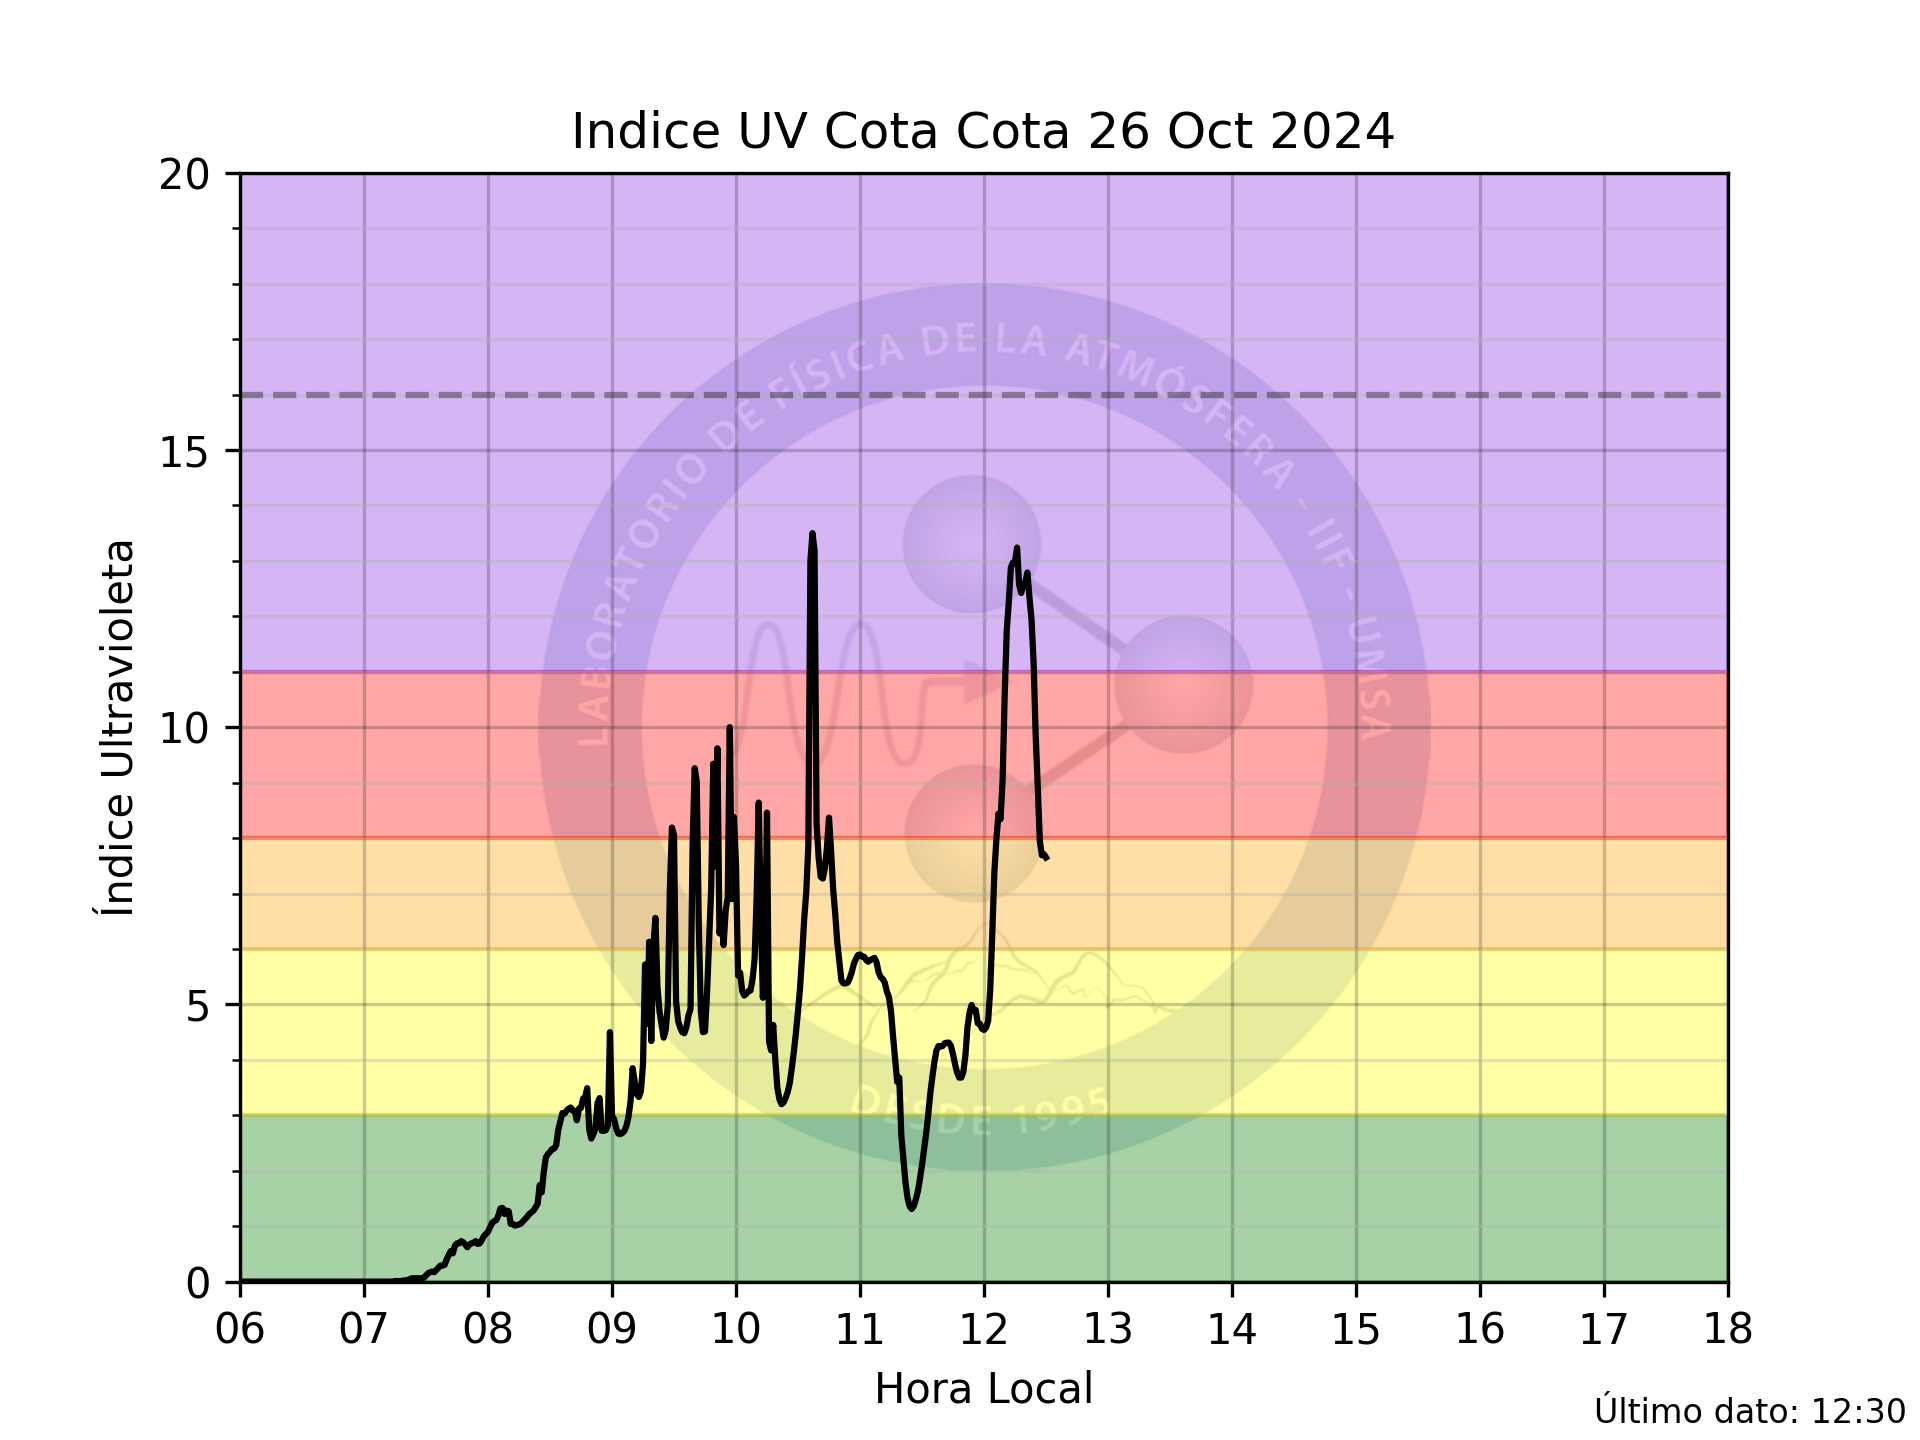 Indice UV Cota Cota 26 Oct 2024
20
15
10
5
0
Índice Ultravioleta
LABORATORIO DE FÍSICA DE LA ATMÓSFERA - IIF - UMSA
DESDE 1995
06 07 08 09 10 11 12 13 14 15 16 17 18
Hora Local
Último dato: 12:30